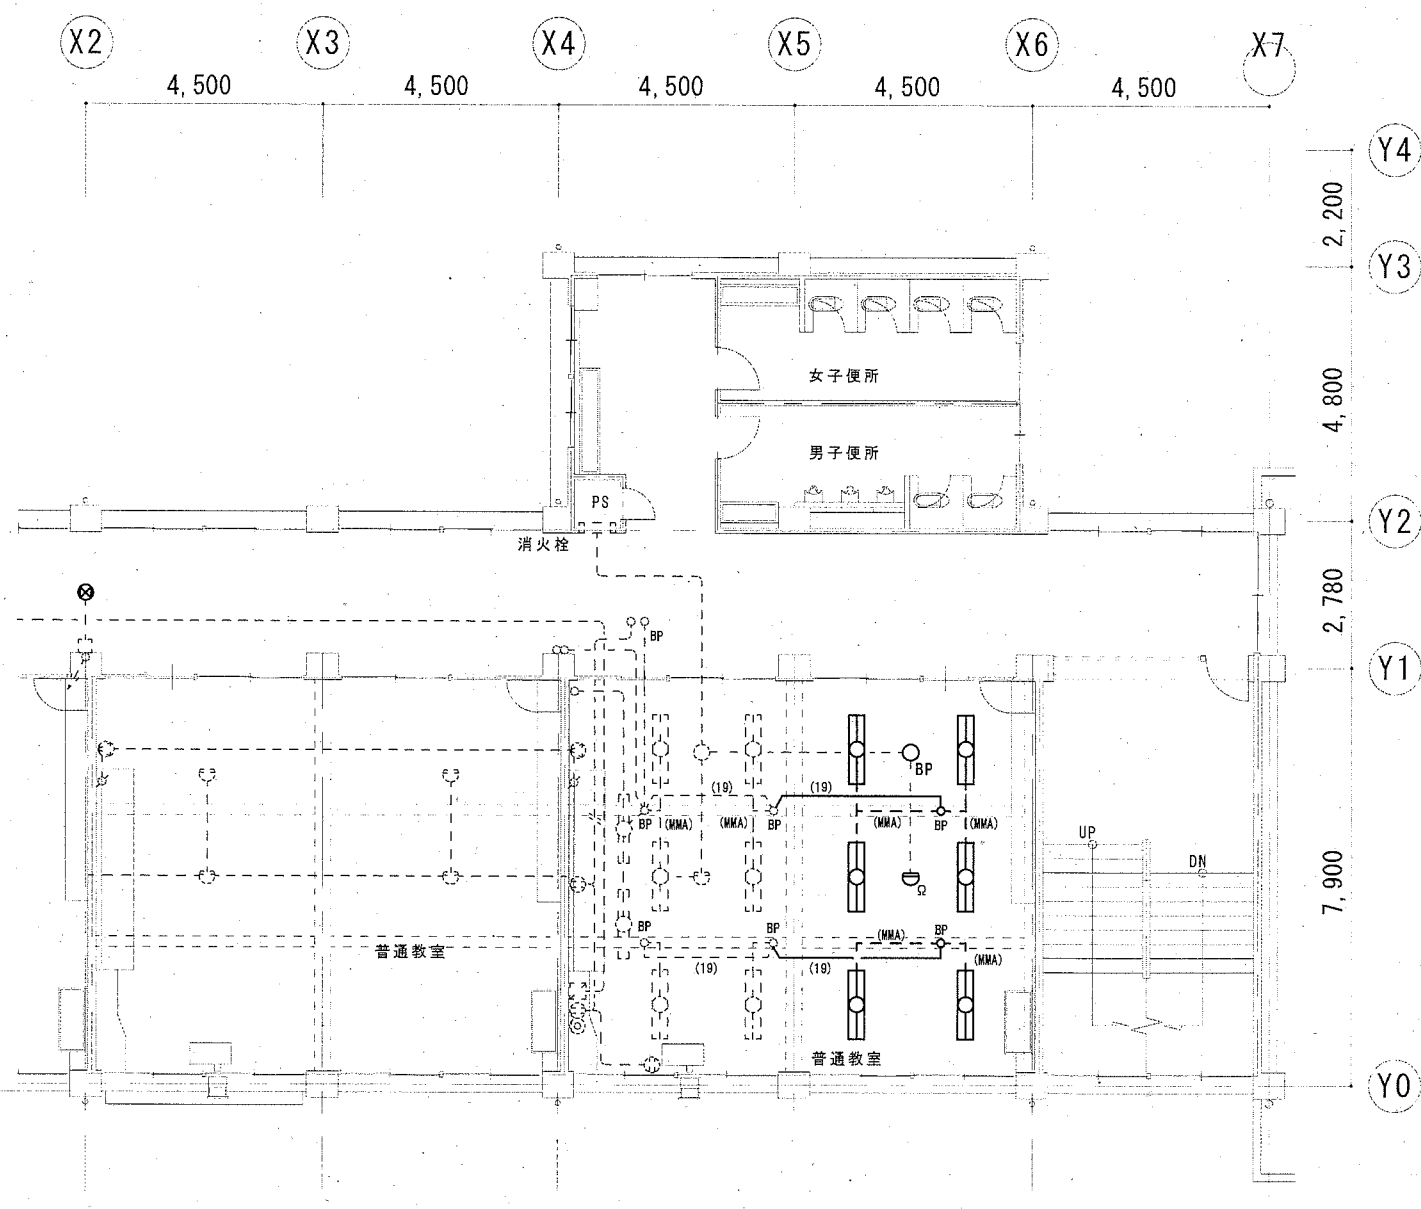 X2 X3 X4 X5 X6 X7
4,500 4,500 4,500 4,500 4,500
Y4
2,200
Y3
4,800
女子便所
男子便所
PS
Y2
消火栓
2,780
BP
Y1
BP
(19) (19)
BP (MMA) (MMA) BP (MMA) BP (MMA)
UP
DN
Ω
7,900
BP BP (MMA) BP
普通教室
(19) (19) (MMA)
普通教室
Y0